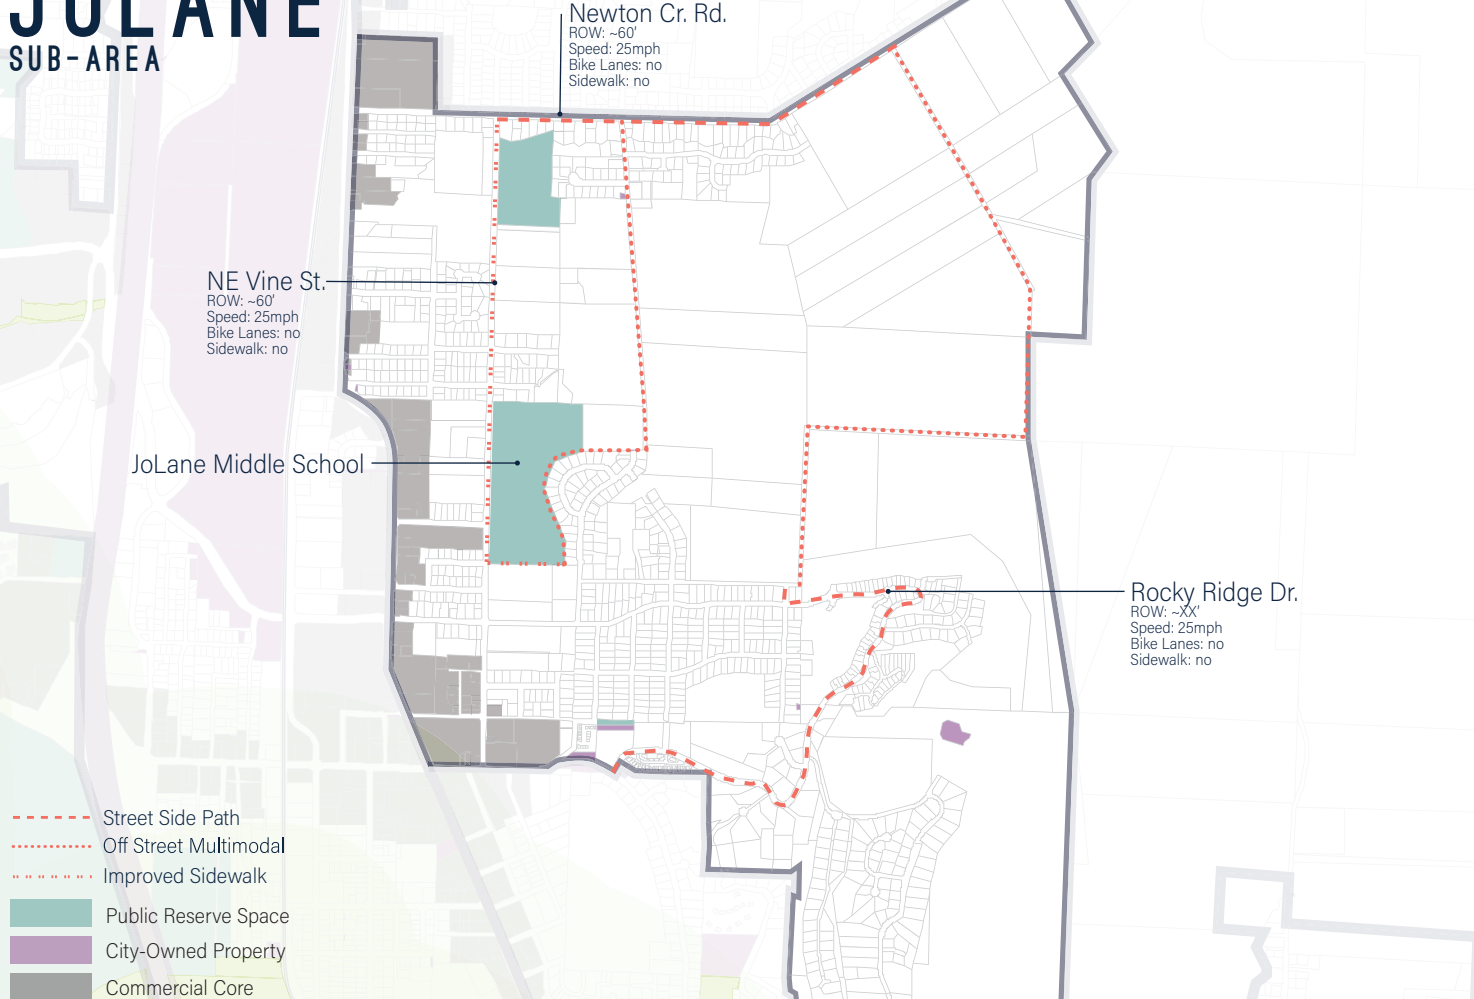 JOLANE
SUB-AREA
Newton Cr. Rd.
ROW: ~60'
Speed: 25mph
Bike Lanes: no
Sidewalk: no
NE Vine St.
ROW: ~60'
Speed: 25mph
Bike Lanes: no
Sidewalk: no
JoLane Middle School
Rocky Ridge Dr.
ROW: ~XX'
Speed: 25mph
Bike Lanes: no
Sidewalk: no
Street Side Path
Off Street Multimodal
Improved Sidewalk
Public Reserve Space
City-Owned Property
Commercial Core